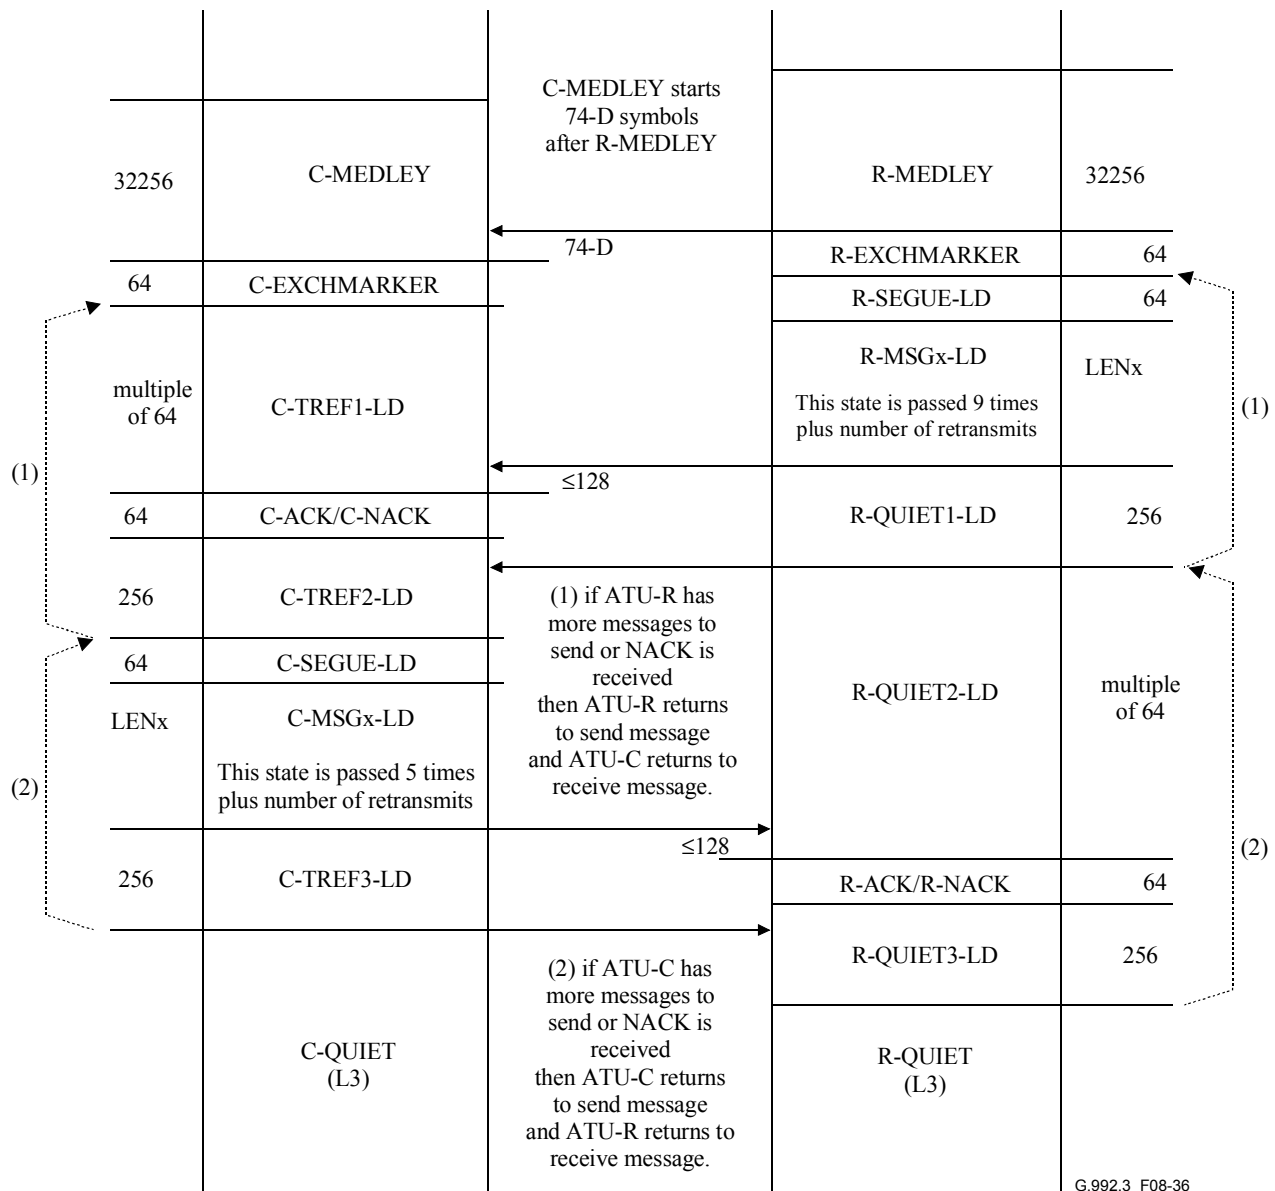 C-MEDLEY starts
74-D symbols
after R-MEDLEY
32256
C-MEDLEY
R-MEDLEY
32256
74-D
R-EXCHMARKER
64
64
C-EXCHMARKER
R-SEGUE-LD
64
R-MSGx-LD
LENx
This state is passed 9 times
plus number of retransmits
multiple
of 64
C-TREF1-LD
(1)
(1)
≤128
64
C-ACK/C-NACK
R-QUIET1-LD
256
256
C-TREF2-LD
(1) if ATU-R has
more messages to
send or NACK is
received
then ATU-R returns
to send message
and ATU-C returns to
receive message.
64
C-SEGUE-LD
R-QUIET2-LD
multiple
of 64
LENx
C-MSGx-LD
This state is passed 5 times
plus number of retransmits
(2)
(2)
≤128
256
C-TREF3-LD
R-ACK/R-NACK
64
R-QUIET3-LD
256
(2) if ATU-C has
more messages to
send or NACK is
received
then ATU-C returns
to send message
and ATU-R returns to
receive message.
C-QUIET
(L3)
R-QUIET
(L3)
G.992.3_F08-36